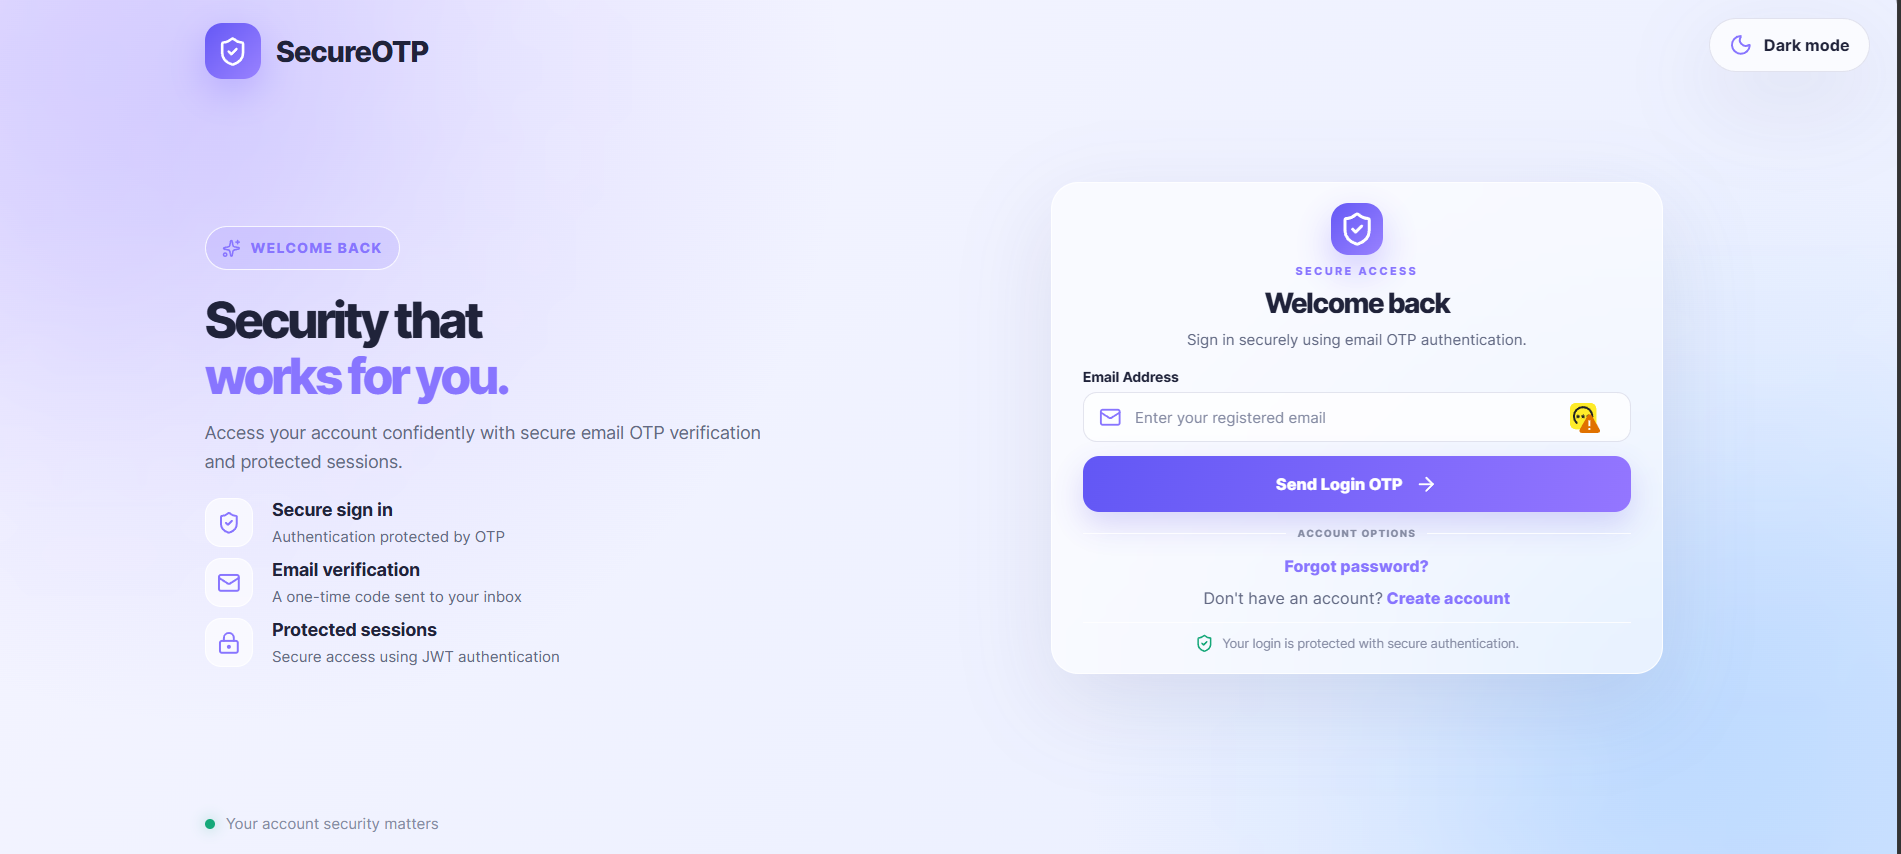 SecureOTP
Dark mode
WELCOME BACK
Security that
works for you.
Access your account confidently with secure email OTP verification
and protected sessions.
Secure sign in
Authentication protected by OTP
Email verification
A one-time code sent to your inbox
Protected sessions
Secure access using JWT authentication
Your account security matters
SECURE ACCESS
Welcome back
Sign in securely using email OTP authentication.
Email Address
Enter your registered email
Send Login OTP
ACCOUNT OPTIONS
Forgot password?
Don't have an account? Create account
Your login is protected with secure authentication.